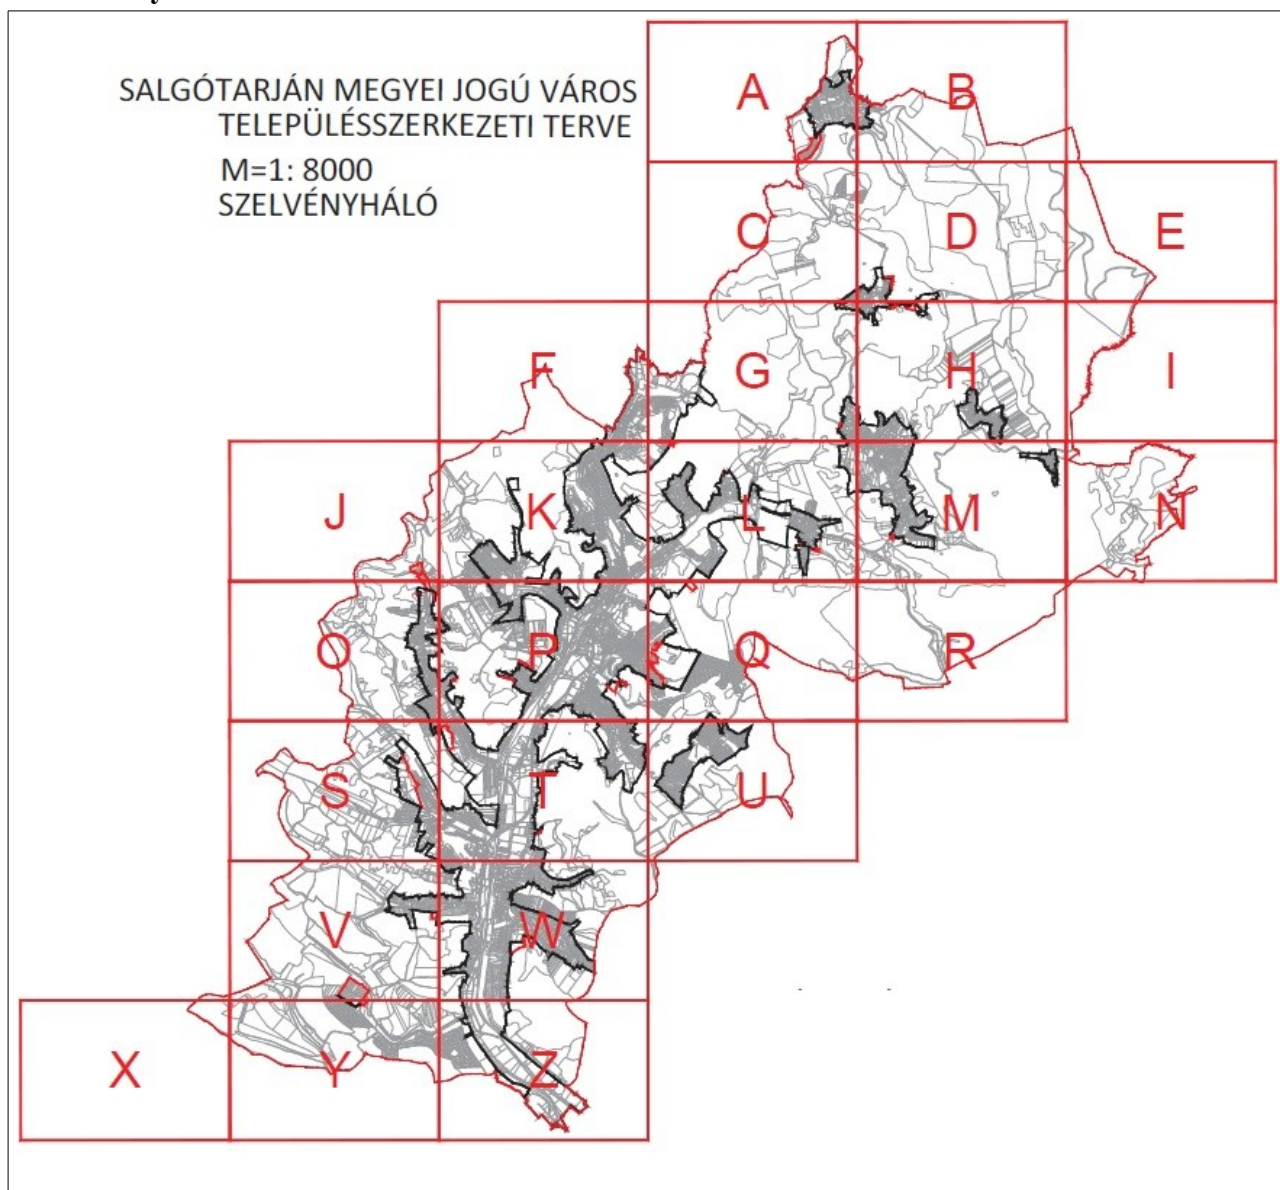 SALGÓTARJÁN MEGYEI JOGÚ VÁROS
TELEPÜLÉSSZERKEZETI TERVE
M=1: 8000
SZELVÉNYHÁLÓ
A
B
C
D
E
F
G
H
I
J
K
L
M
N
O
P
Q
R
S
T
U
V
W
X
Y
Z